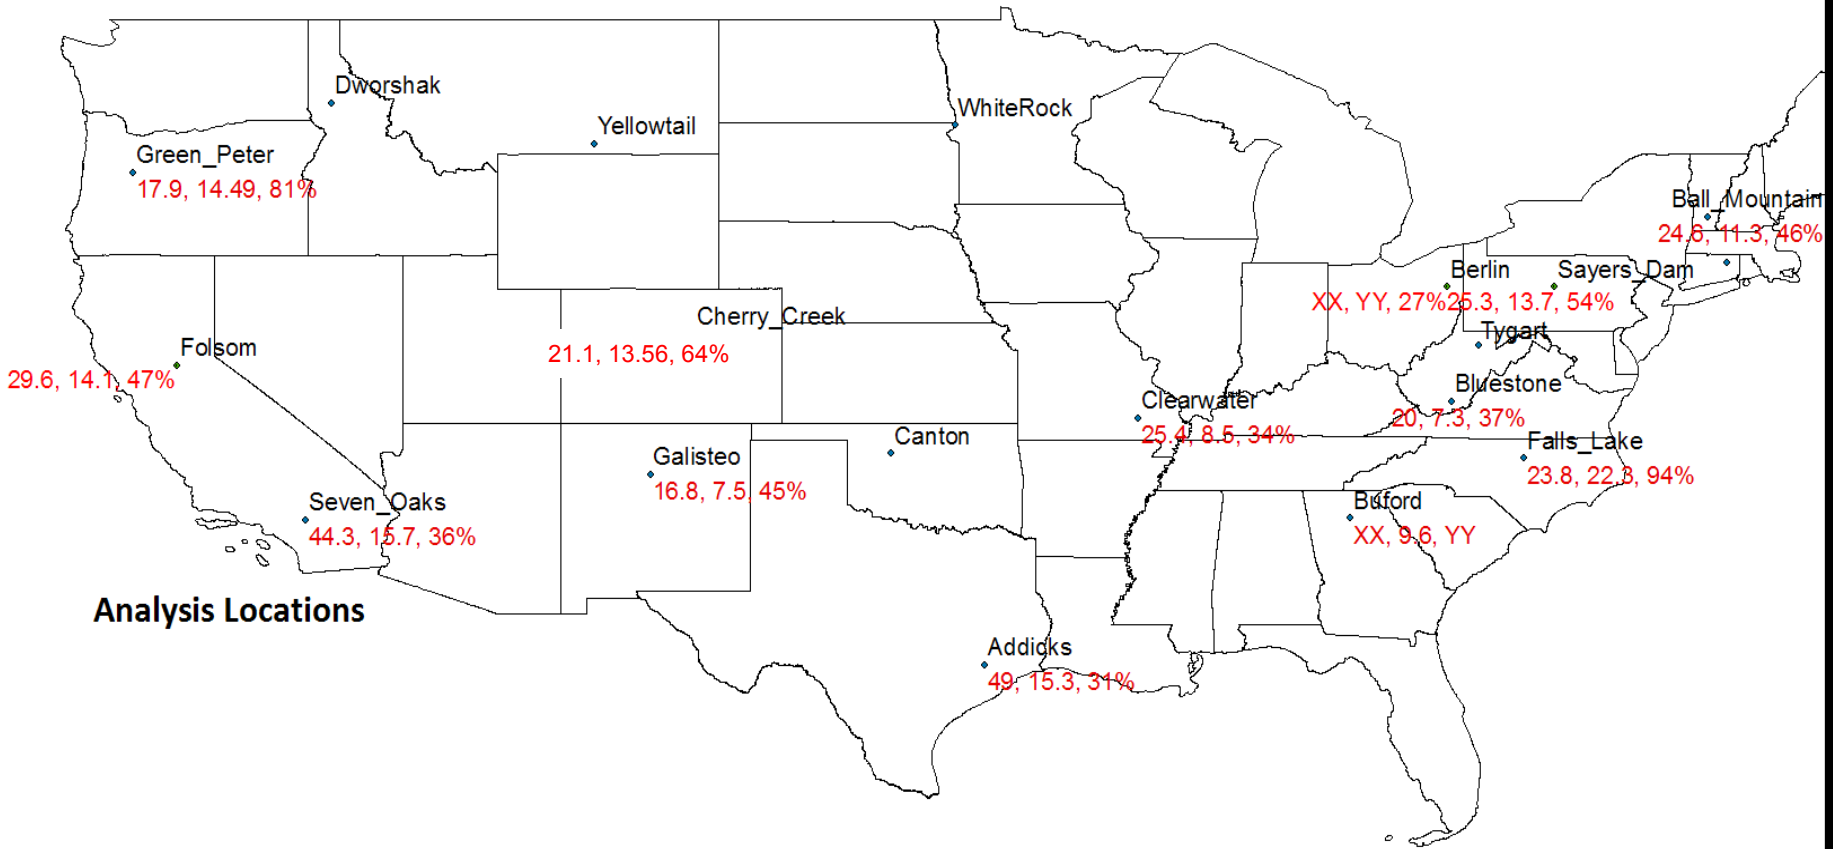 Dworshak
WhiteRock
Yellowtail
Green_Peter
17.9, 14.49, 81%
Ball_Mountain
24.6, 11.3, 46%
Berlin
Sayers_Dam
XX, YY, 27%
25.3, 13.7, 54%
Cherry_Creek
21.1, 13.56, 64%
Tygart
Folsom
29.6, 14.1, 47%
Bluestone
20, 7.3, 37%
Clearwater
25.4, 8.5, 34%
Canton
Falls_Lake
23.8, 22.3, 94%
Galisteo
16.8, 7.5, 45%
Seven_Oaks
44.3, 15.7, 36%
Buford
XX, 9.6, YY
Analysis Locations
Addicks
49, 15.3, 31%